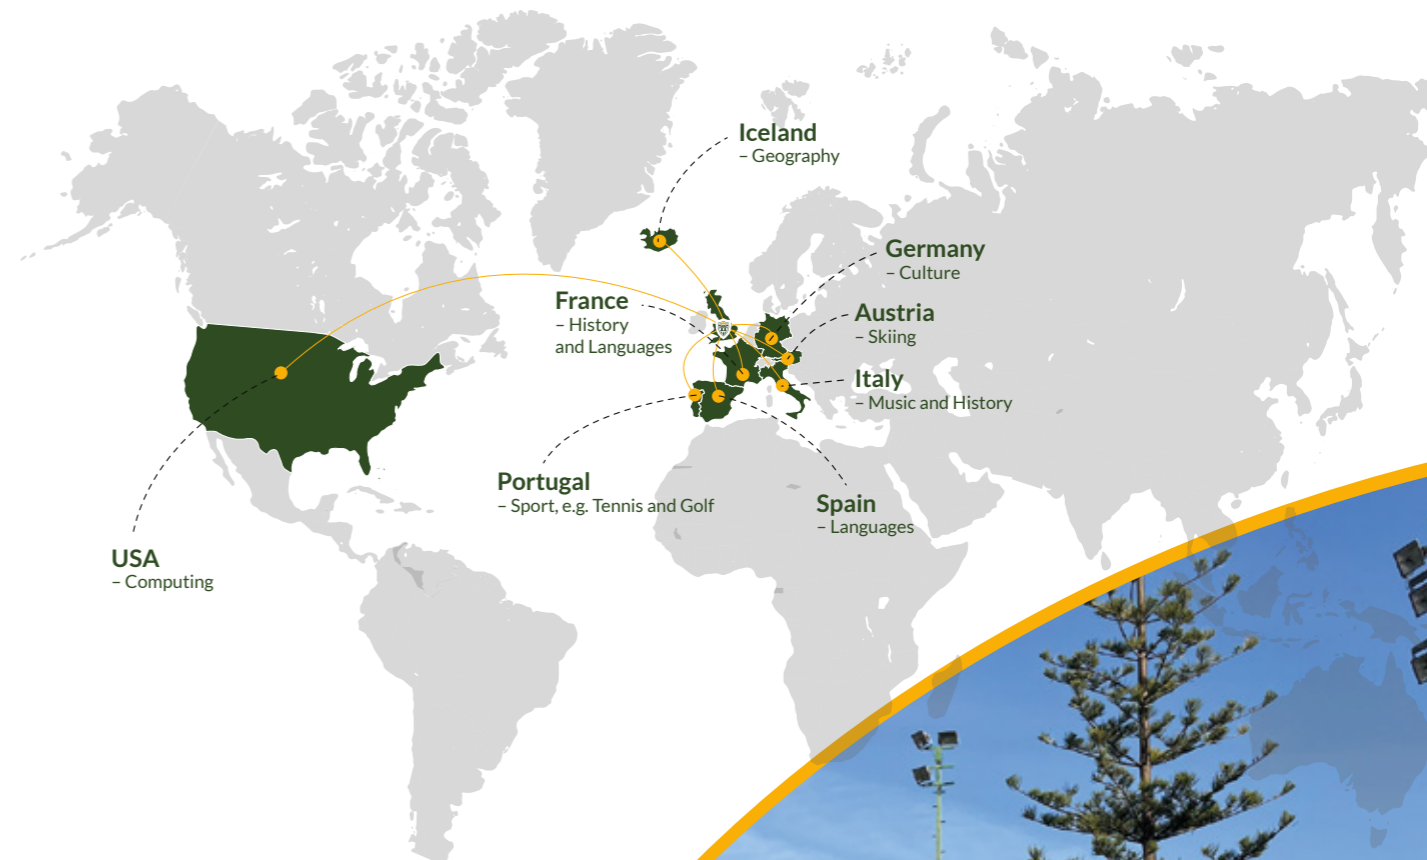 Iceland
– Geography
Germany
– Culture
France
– History
and Languages
Austria
– Skiing
Italy
– Music and History
Portugal
– Sport, e.g. Tennis and Golf
Spain
– Languages
USA
– Computing